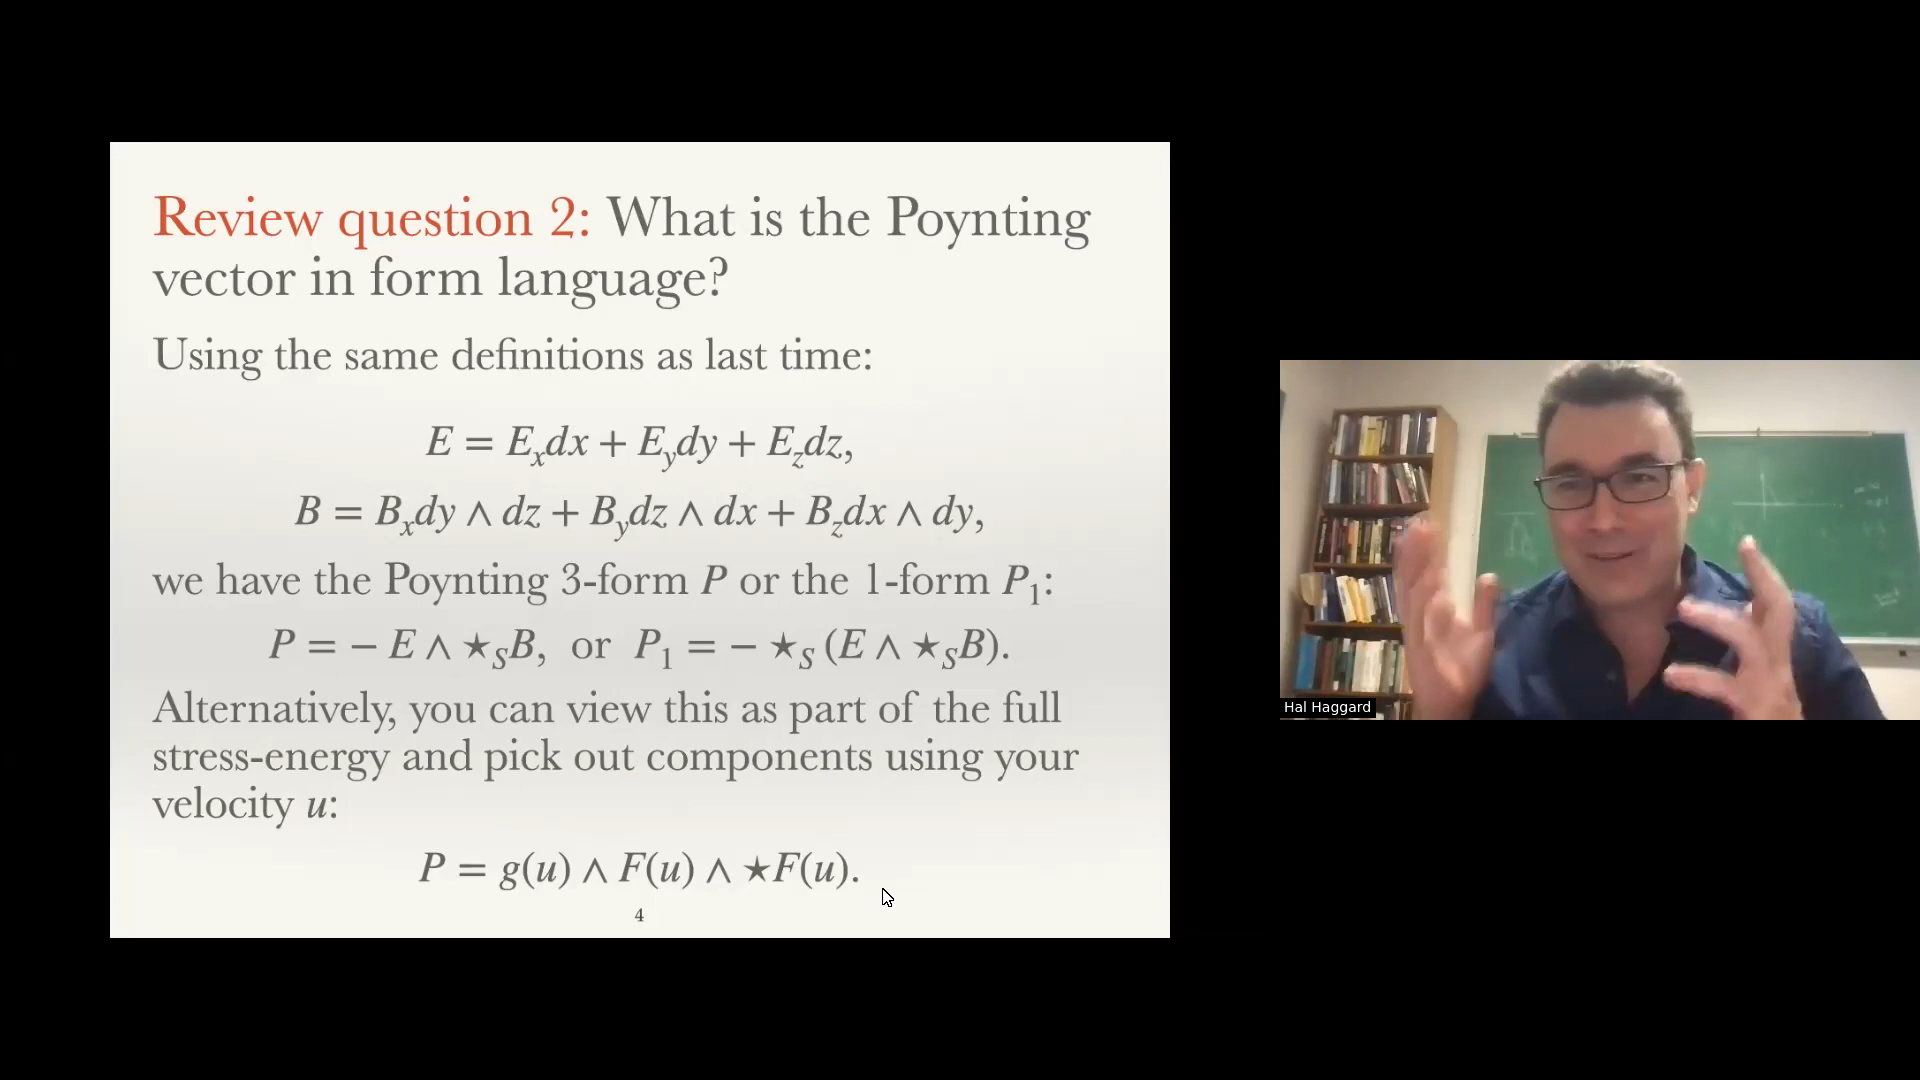 Review question 2: What is the Poynting
vector in form language?
Using the same definitions as last time:
E = E_x dx + E_y dy + E_z dz,
B = B_x dy ∧ dz + B_y dz ∧ dx + B_z dx ∧ dy,
we have the Poynting 3-form P or the 1-form P_1:
P = − E ∧ ⋆_S B, or P_1 = − ⋆_S (E ∧ ⋆_S B).
Alternatively, you can view this as part of the full
stress-energy and pick out components using your
velocity u:
P = g(u) ∧ F(u) ∧ ⋆F(u).
4
Hal Haggard